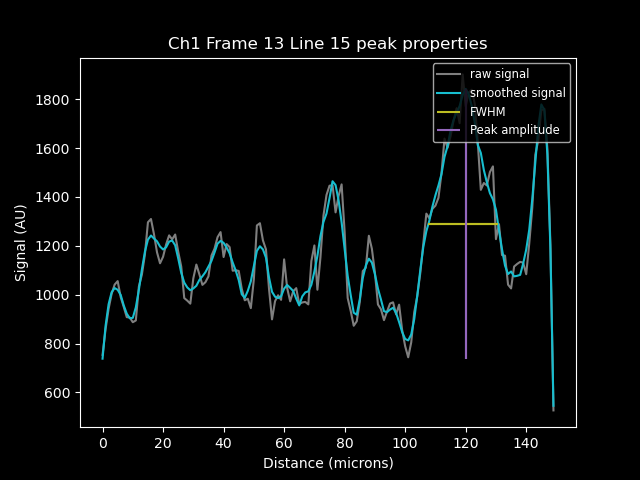 Ch1 Frame 13 Line 15 peak properties
raw signal
smoothed signal
FWHM
Peak amplitude
Signal (AU)
1800
1600
1400
1200
1000
800
600
0 20 40 60 80 100 120 140
Distance (microns)